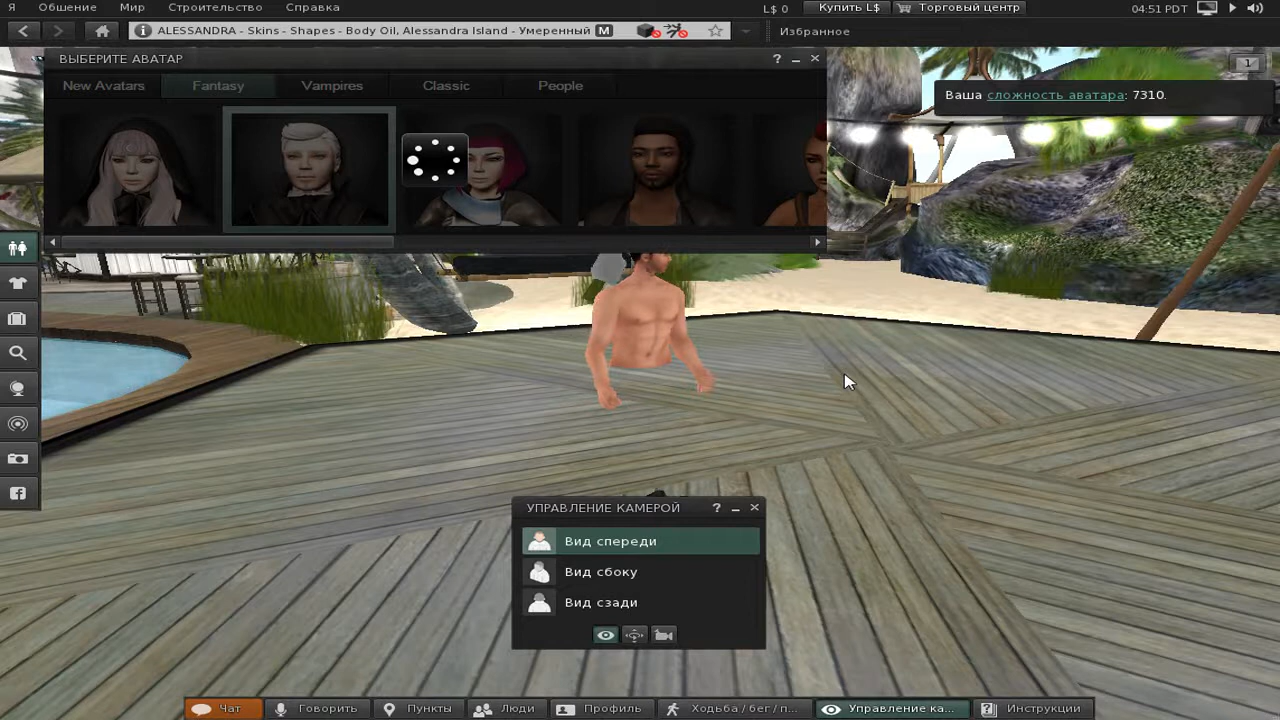 Я Общение Мир Строительство Справка L$ 0 Купить L$ Торговый центр 04:51 PDT
ALESSANDRA - Skins - Shapes - Body Oil, Alessandra Island - Умеренный M Избранное
ВЫБЕРИТЕ АВАТАР ?
1
New Avatars Fantasy Vampires Classic People
Ваша сложность аватара: 7310.
УПРАВЛЕНИЕ КАМЕРОЙ ?
Вид спереди
Вид сбоку
Вид сзади
Чат Говорить Пункты Люди Профиль Ходьба / бег / п... Управление ка... Инструкции